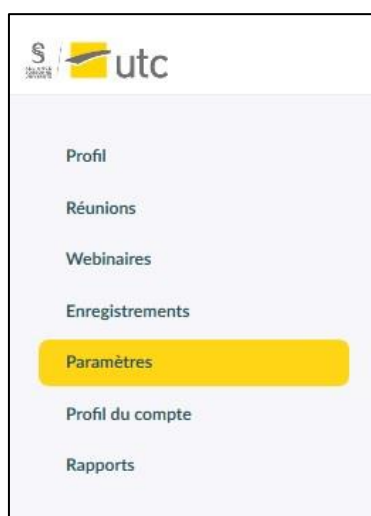 utc
Profil
Réunions
Webinaires
Enregistrements
Paramètres
Profil du compte
Rapports